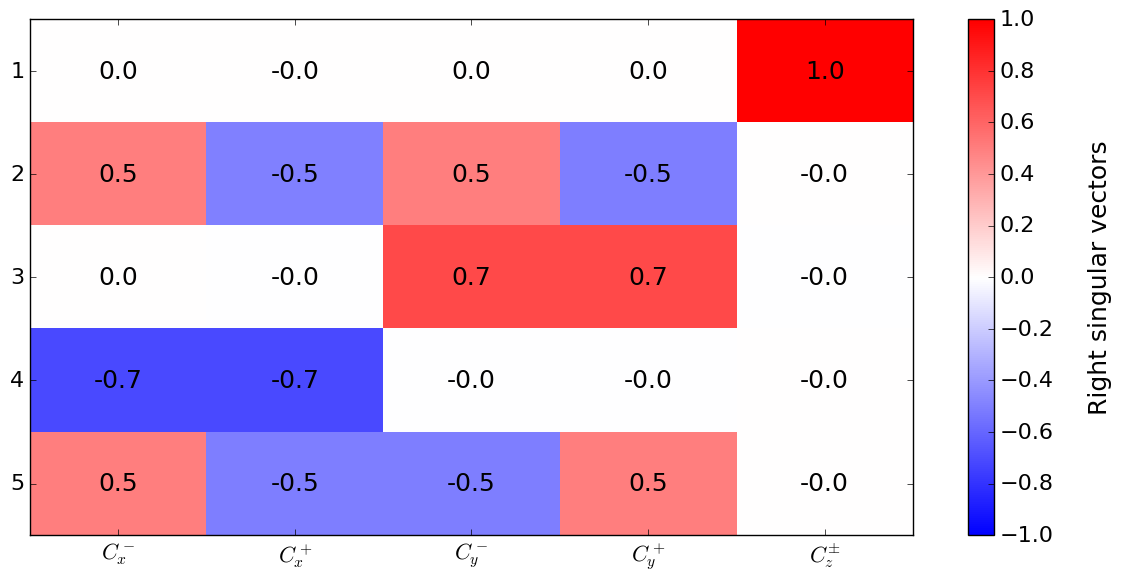 1 0.0 -0.0 0.0 0.0 1.0
2 0.5 -0.5 0.5 -0.5 -0.0
3 0.0 -0.0 0.7 0.7 -0.0
4 -0.7 -0.7 -0.0 -0.0 -0.0
5 0.5 -0.5 -0.5 0.5 -0.0
$C_x^-$ $C_x^+$ $C_y^-$ $C_y^+$ $C_z^{\pm}$
1.0
0.8
0.6
0.4
0.2
0.0
−0.2
−0.4
−0.6
−0.8
−1.0
Right singular vectors